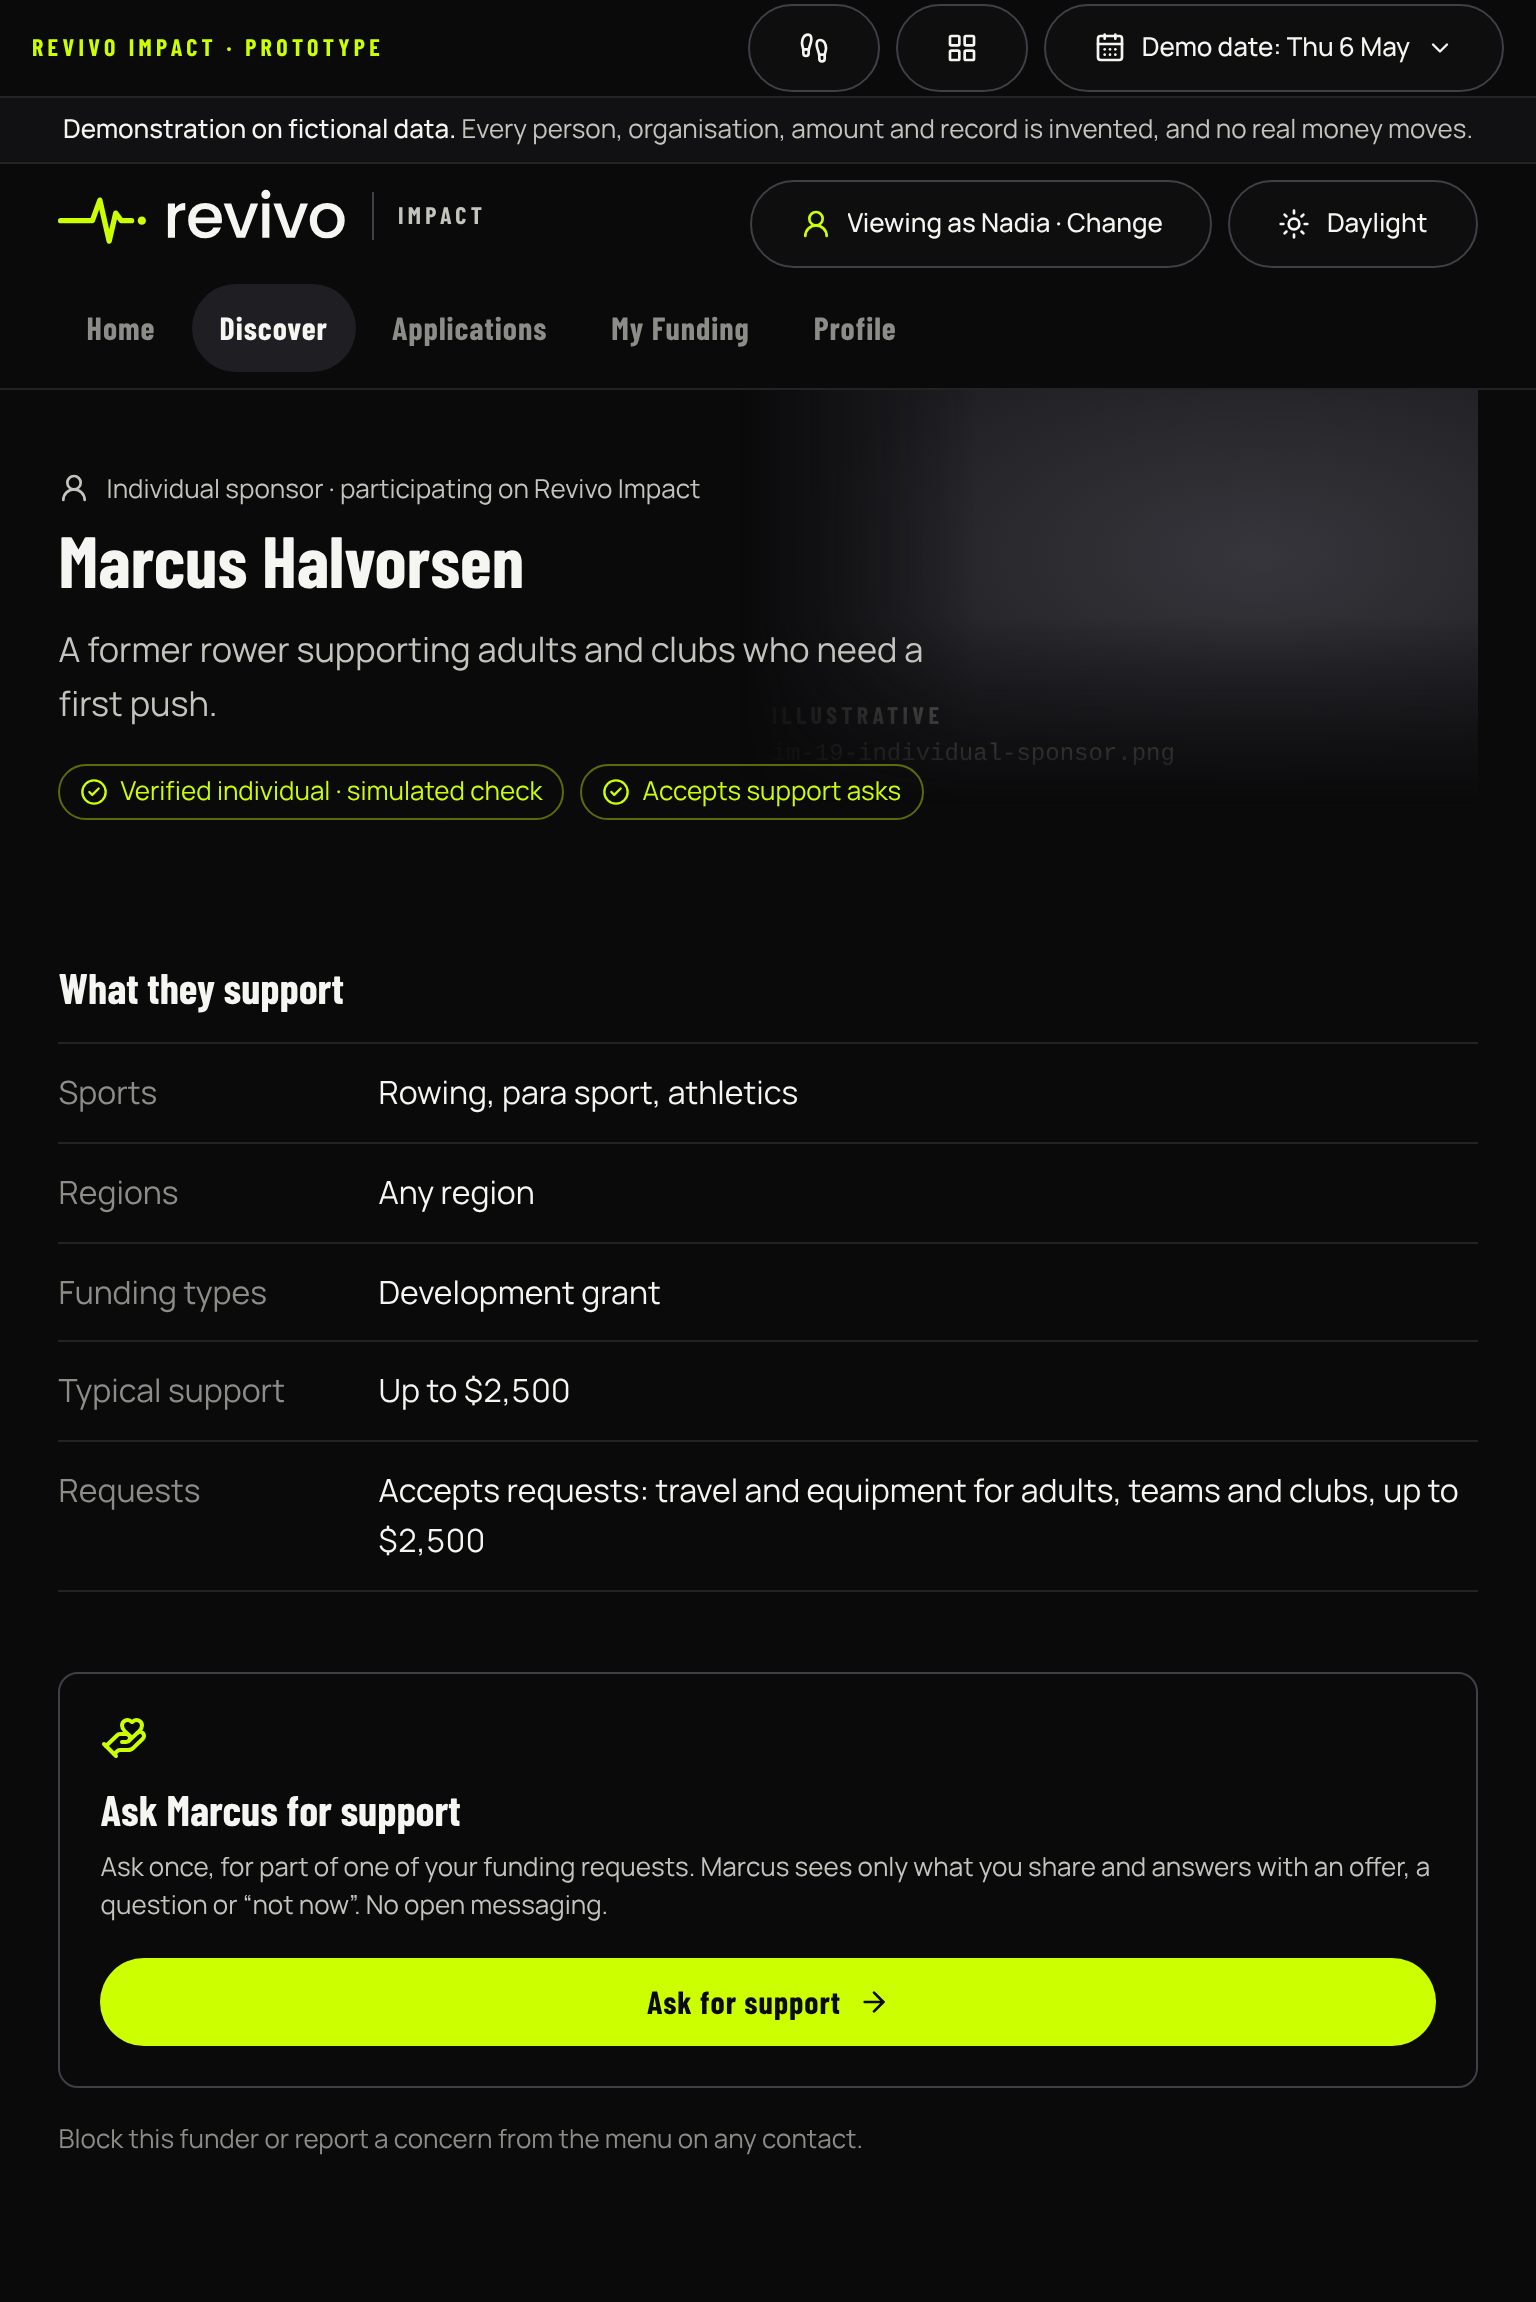 REVIVO IMPACT · PROTOTYPE
Demo date: Thu 6 May
Demonstration on fictional data. Every person, organisation, amount and record is invented, and no real money moves.
revivo IMPACT
Viewing as Nadia · Change
Daylight
Home
Discover
Applications
My Funding
Profile
Individual sponsor · participating on Revivo Impact
Marcus Halvorsen
A former rower supporting adults and clubs who need a
first push.
ILLUSTRATIVE
im-19-individual-sponsor.png
Verified individual · simulated check
Accepts support asks
What they support
Sports
Rowing, para sport, athletics
Regions
Any region
Funding types
Development grant
Typical support
Up to $2,500
Requests
Accepts requests: travel and equipment for adults, teams and clubs, up to
$2,500
Ask Marcus for support
Ask once, for part of one of your funding requests. Marcus sees only what you share and answers with an offer, a
question or “not now”. No open messaging.
Ask for support
Block this funder or report a concern from the menu on any contact.